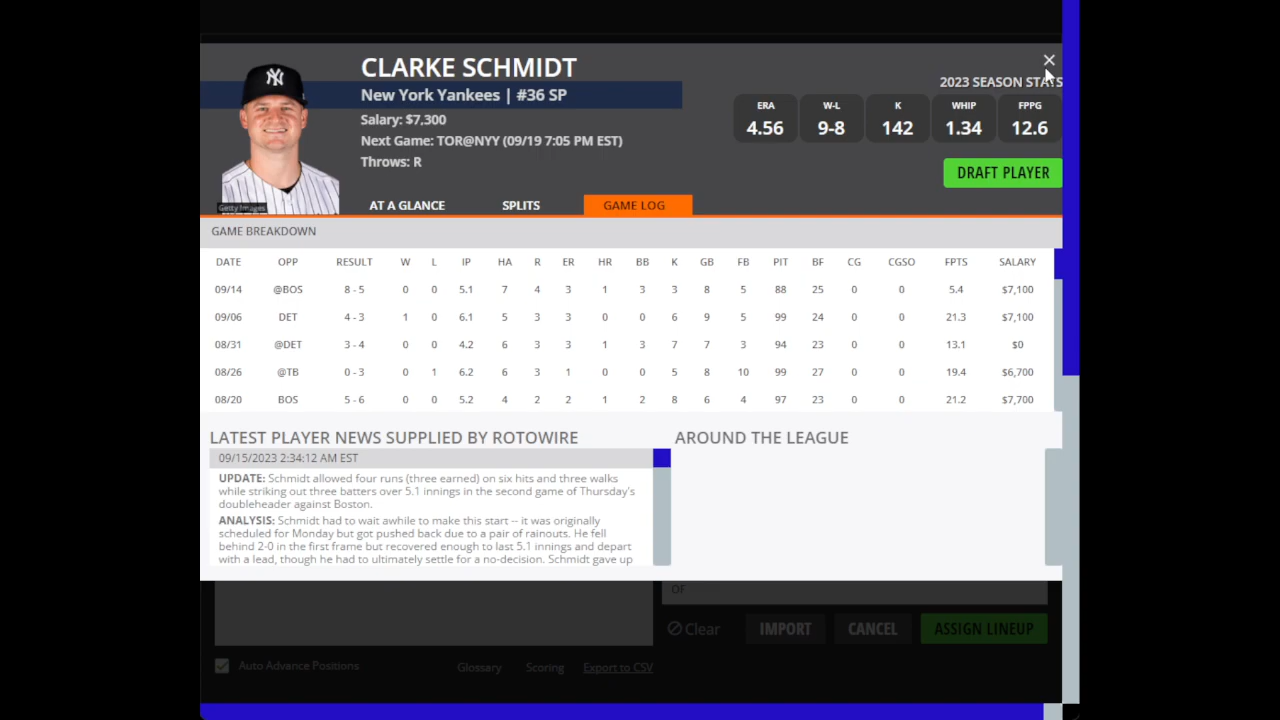 CLARKE SCHMIDT
New York Yankees | #36 SP
Salary: $7,300
Next Game: TOR@NYY (09/19 7:05 PM EST)
Throws: R
Getty Images
2023 SEASON STATS
ERA W-L K WHIP FPPG
4.56 9-8 142 1.34 12.6
DRAFT PLAYER
AT A GLANCE SPLITS GAME LOG
GAME BREAKDOWN
DATE OPP RESULT W L IP HA R ER HR BB K GB FB PIT BF CG CGSO FPTS SALARY
09/14 @BOS 8 - 5 0 0 5.1 7 4 3 1 3 3 8 5 88 25 0 0 5.4 $7,100
09/06 DET 4 - 3 1 0 6.1 5 3 3 0 0 6 9 5 99 24 0 0 21.3 $7,100
08/31 @DET 3 - 4 0 0 4.2 6 3 3 1 3 7 7 3 94 23 0 0 13.1 $0
08/26 @TB 0 - 3 0 1 6.2 6 3 1 0 0 5 8 10 99 27 0 0 19.4 $6,700
08/20 BOS 5 - 6 0 0 5.2 4 2 2 1 2 8 6 4 97 23 0 0 21.2 $7,700
LATEST PLAYER NEWS SUPPLIED BY ROTOWIRE
09/15/2023 2:34:12 AM EST
UPDATE: Schmidt allowed four runs (three earned) on six hits and three walks
while striking out three batters over 5.1 innings in the second game of Thursday's
doubleheader against Boston.
ANALYSIS: Schmidt had to wait awhile to make this start -- it was originally
scheduled for Monday but got pushed back due to a pair of rainouts. He fell
behind 2-0 in the first frame but recovered enough to last 5.1 innings and depart
with a lead, though he had to ultimately settle for a no-decision. Schmidt gave up
AROUND THE LEAGUE
OF
Clear IMPORT CANCEL ASSIGN LINEUP
Auto Advance Positions Glossary Scoring Export to CSV